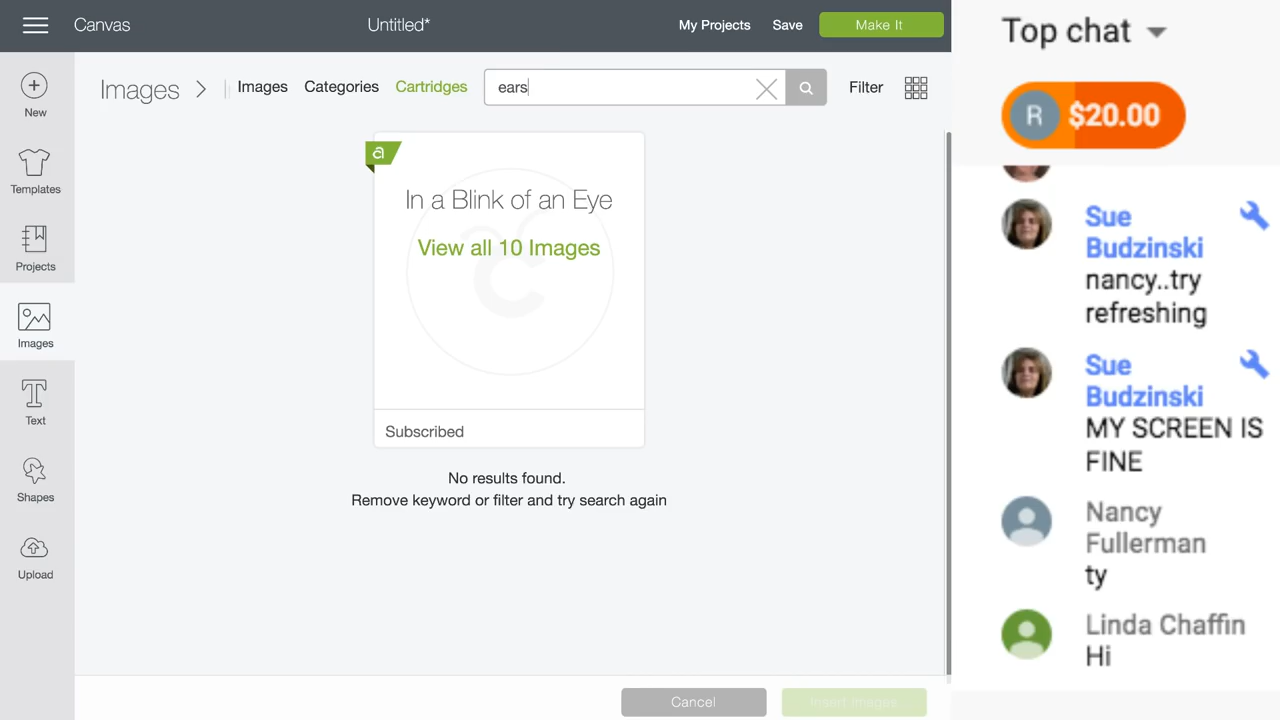 Canvas
Untitled*
My Projects
Save
Make It
New
Templates
Projects
Images
Text
Shapes
Upload
Images
Images
Categories
Cartridges
ears
Filter
a
In a Blink of an Eye
View all 10 Images
Subscribed
No results found.
Remove keyword or filter and try search again
Cancel
Insert Images
Top chat
R
$20.00
Sue
Budzinski
nancy..try
refreshing
Sue
Budzinski
MY SCREEN IS
FINE
Nancy
Fullerman
ty
Linda Chaffin
Hi